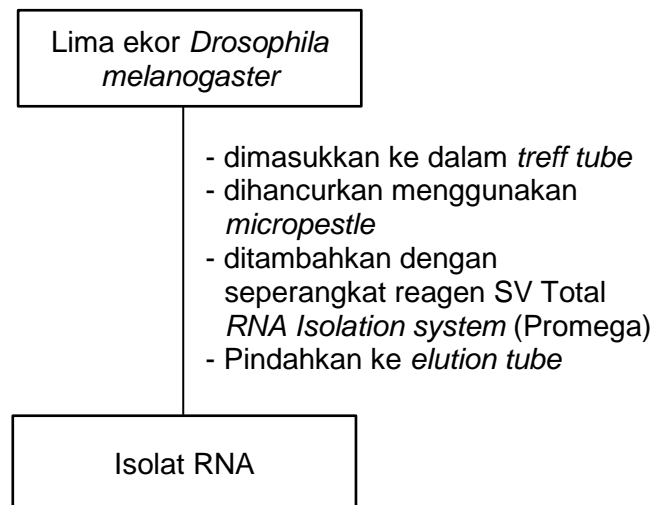 Lima ekor Drosophila
melanogaster
- dimasukkan ke dalam treff tube
- dihancurkan menggunakan
micropestle
- ditambahkan dengan
seperangkat reagen SV Total
RNA Isolation system (Promega)
- Pindahkan ke elution tube
Isolat RNA